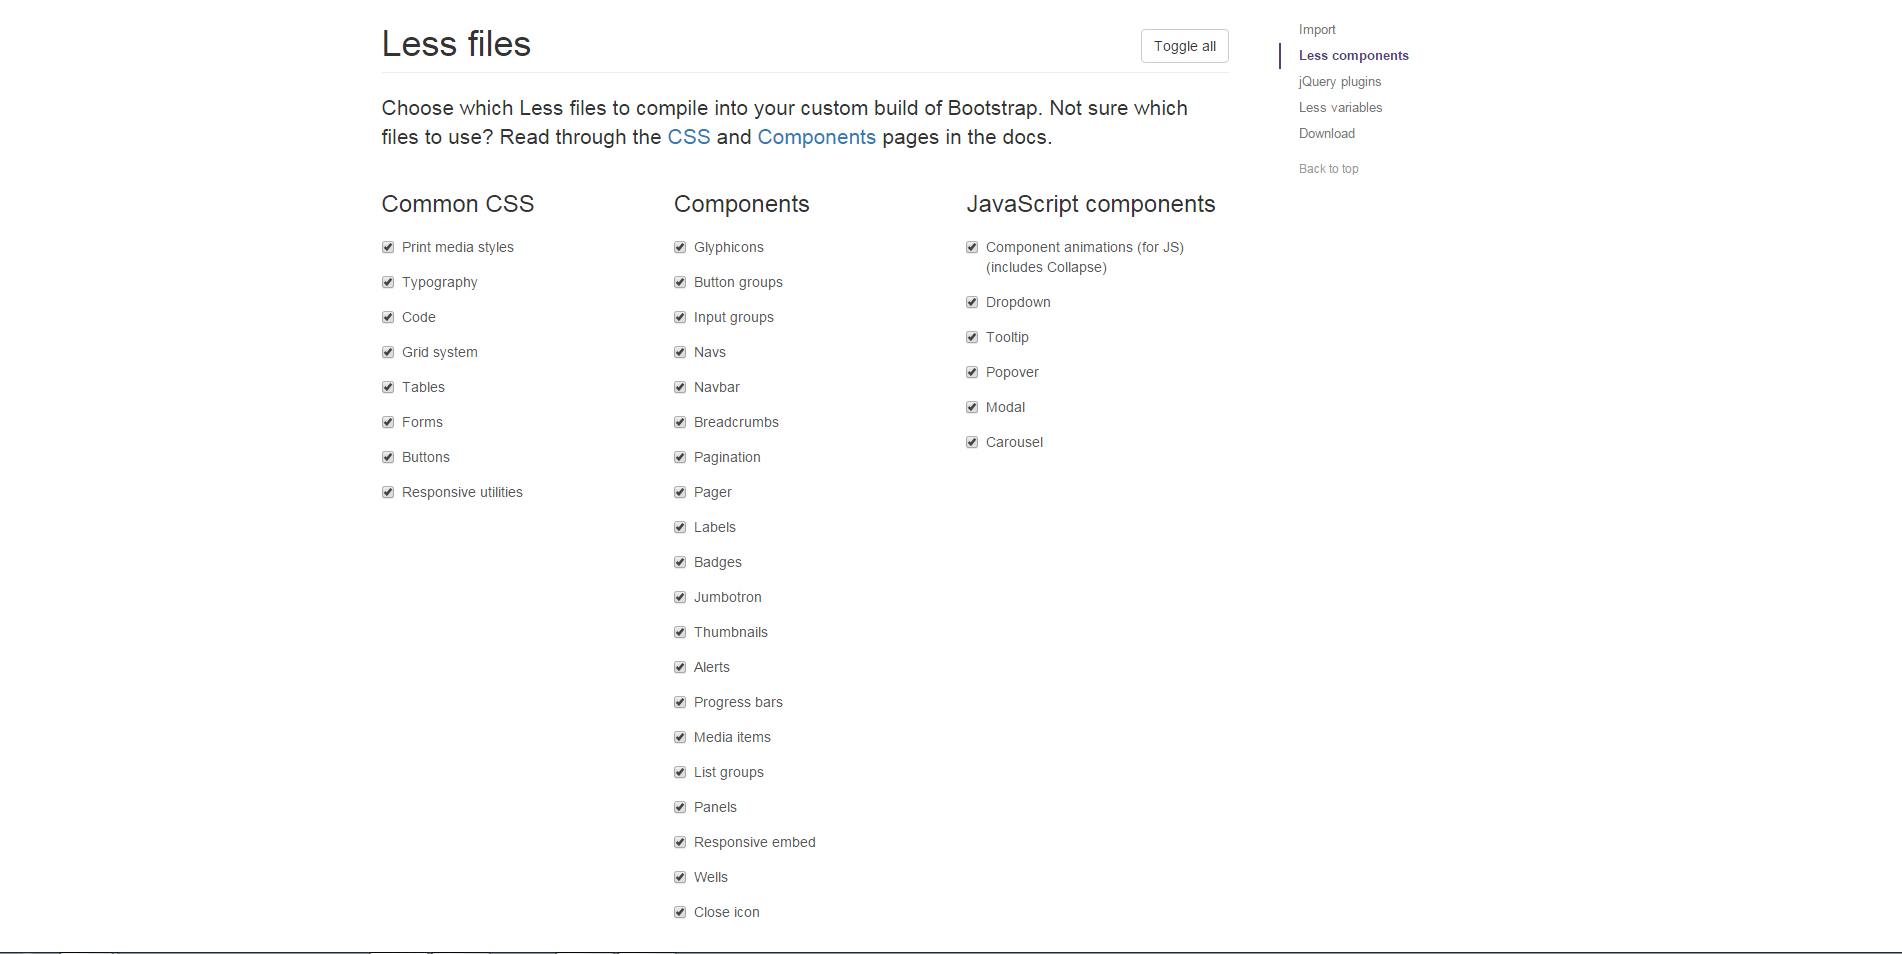 Less files
Toggle all
Choose which Less files to compile into your custom build of Bootstrap. Not sure which
files to use? Read through the CSS and Components pages in the docs.
Common CSS
Print media styles
Typography
Code
Grid system
Tables
Forms
Buttons
Responsive utilities
Components
Glyphicons
Button groups
Input groups
Navs
Navbar
Breadcrumbs
Pagination
Pager
Labels
Badges
Jumbotron
Thumbnails
Alerts
Progress bars
Media items
List groups
Panels
Responsive embed
Wells
Close icon
JavaScript components
Component animations (for JS)
(includes Collapse)
Dropdown
Tooltip
Popover
Modal
Carousel
Import
Less components
jQuery plugins
Less variables
Download
Back to top